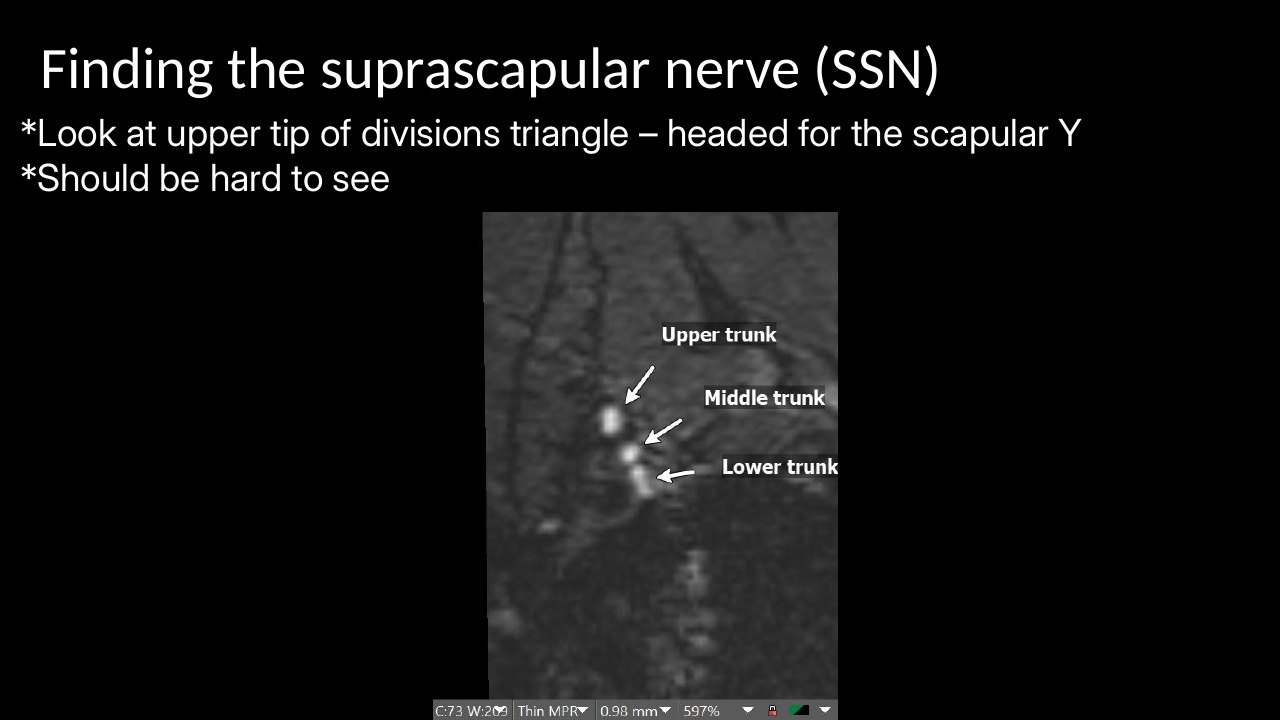 Finding the suprascapular nerve (SSN)
*Look at upper tip of divisions triangle – headed for the scapular Y
*Should be hard to see
Upper trunk
Middle trunk
Lower trunk
C:73 W:209 Thin MPR 0.98 mm 597%